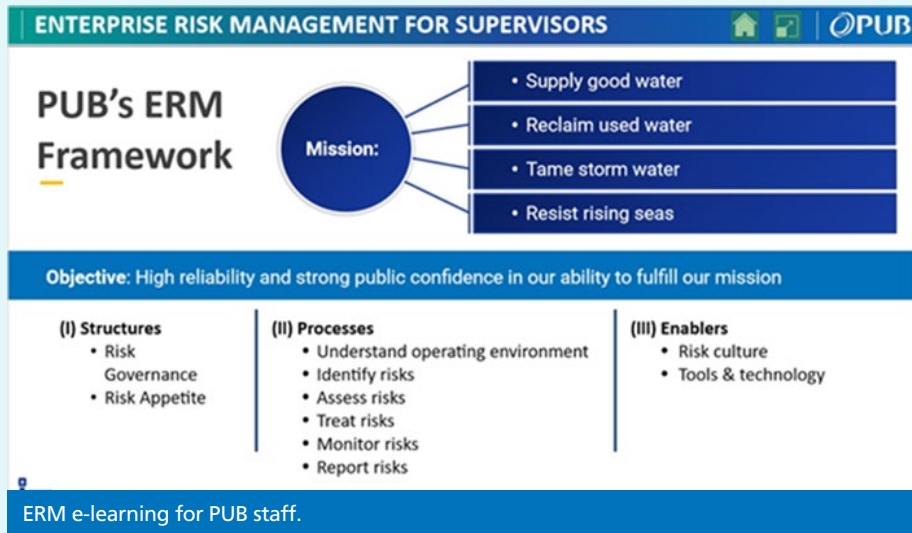 ENTERPRISE RISK MANAGEMENT FOR SUPERVISORS
PUB
PUB's ERM
Framework
Mission:
• Supply good water
• Reclaim used water
• Tame storm water
• Resist rising seas
Objective: High reliability and strong public confidence in our ability to fulfill our mission
(I) Structures
• Risk
Governance
• Risk Appetite
(II) Processes
• Understand operating environment
• Identify risks
• Assess risks
• Treat risks
• Monitor risks
• Report risks
(III) Enablers
• Risk culture
• Tools & technology
ERM e-learning for PUB staff.